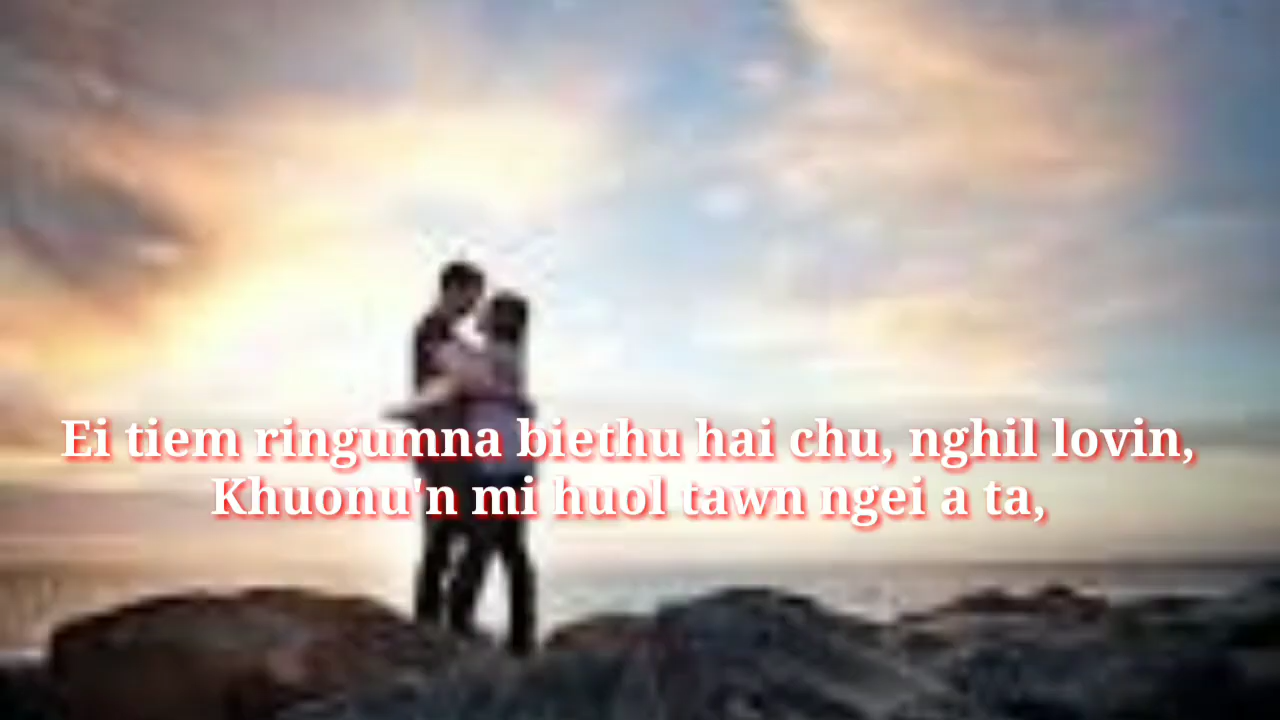 Ei tiem ringumna biethu hai chu, nghil lovin,
Khuonu'n mi huol tawn ngei a ta,